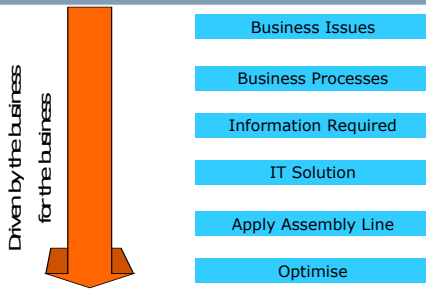 Driven by the business
for the business
Business Issues
Business Processes
Information Required
IT Solution
Apply Assembly Line
Optimise